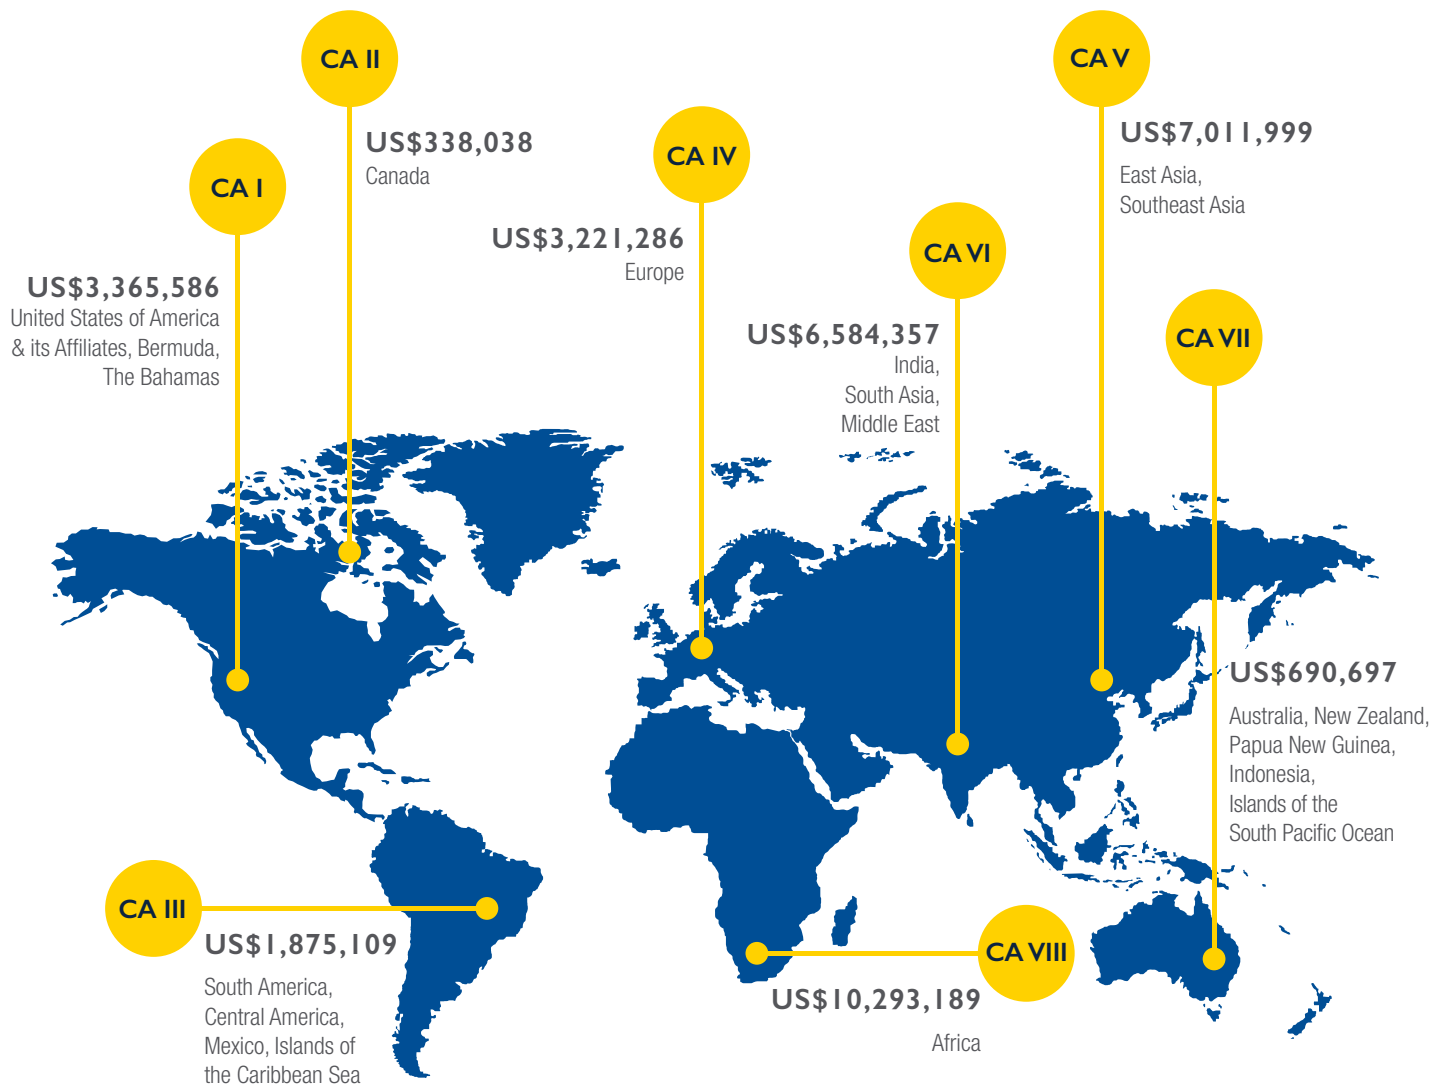 CA II
US$338,038
Canada
CA I
US$3,365,586
United States of America
& its Affiliates, Bermuda,
The Bahamas
CA IV
US$3,221,286
Europe
CA V
US$7,011,999
East Asia,
Southeast Asia
CA VI
US$6,584,357
India,
South Asia,
Middle East
CA VII
US$690,697
Australia, New Zealand,
Papua New Guinea,
Indonesia,
Islands of the
South Pacific Ocean
CA III
US$1,875,109
South America,
Central America,
Mexico, Islands of
the Caribbean Sea
CA VIII
US$10,293,189
Africa